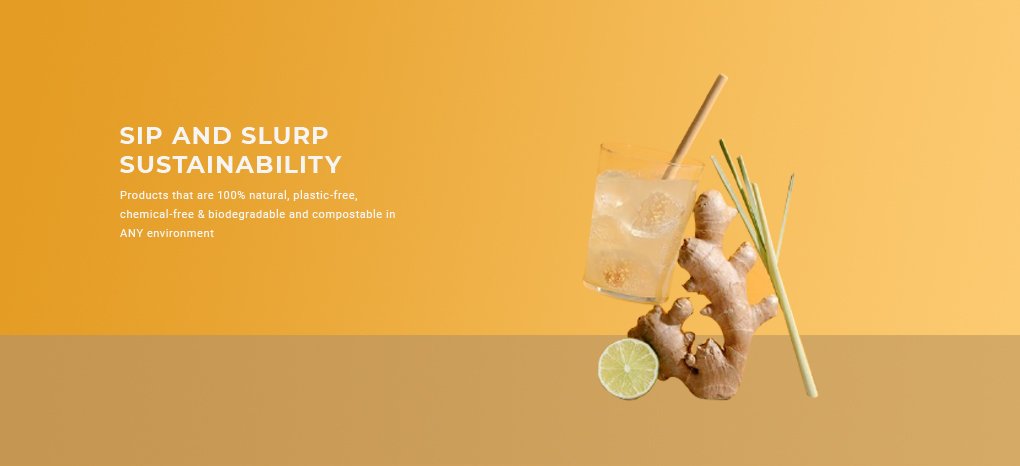 SIP AND SLURP
SUSTAINABILITY
Products that are 100% natural, plastic-free,
chemical-free & biodegradable and compostable in
ANY environment